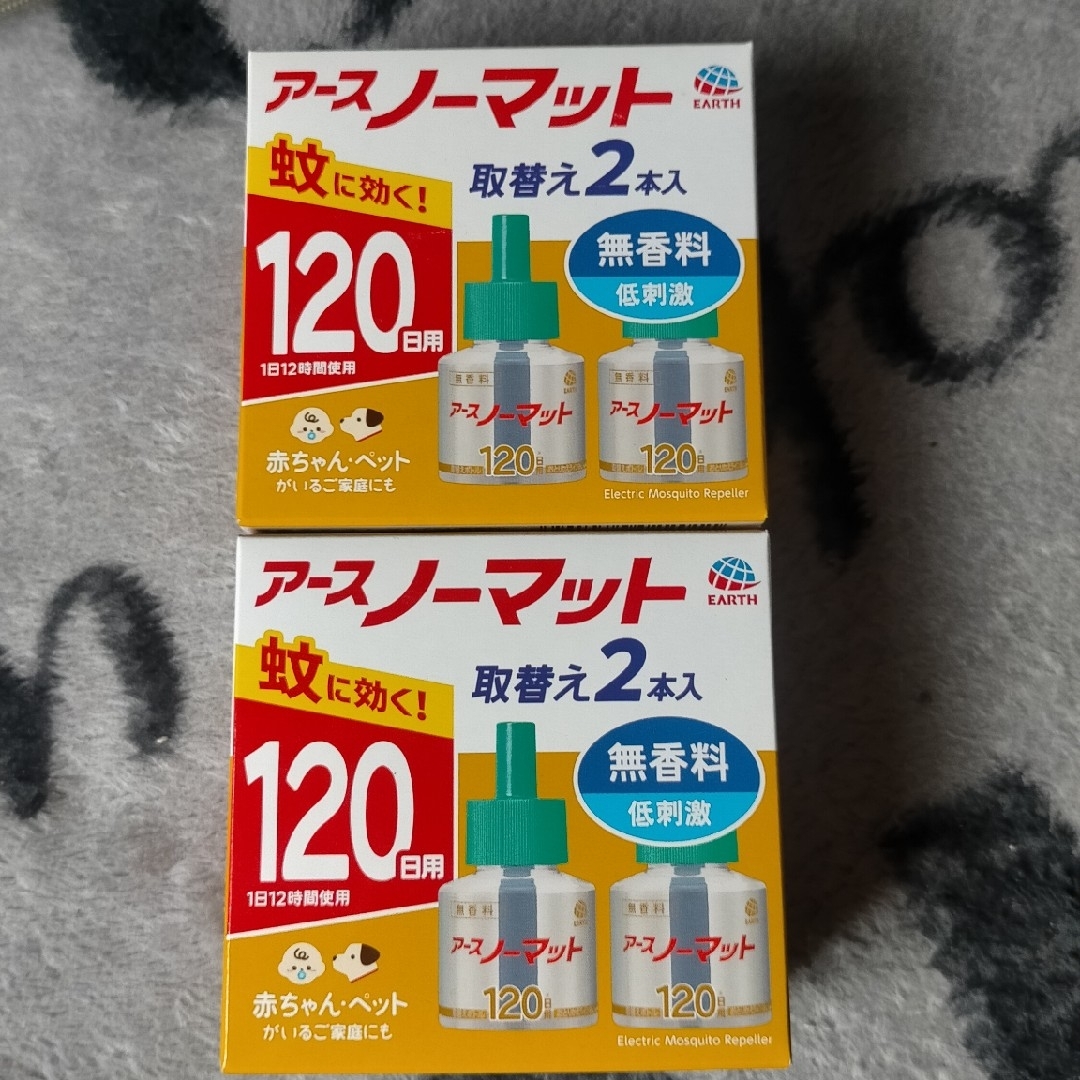 アースノーマット
EARTH
蚊に効く!
取替え2本入
無香料
低刺激
120日用
1日12時間使用
無香料
EARTH
アースノーマット
120日
無香料
EARTH
アースノーマット
120日
赤ちゃん・ペット
がいるご家庭にも
Electric Mosquito Repeller
アースノーマット
EARTH
蚊に効く!
取替え2本入
無香料
低刺激
120日用
1日12時間使用
無香料
EARTH
アースノーマット
120日用
無香料
EARTH
アースノーマット
120日用
赤ちゃん・ペット
がいるご家庭にも
Electric Mosquito Repeller